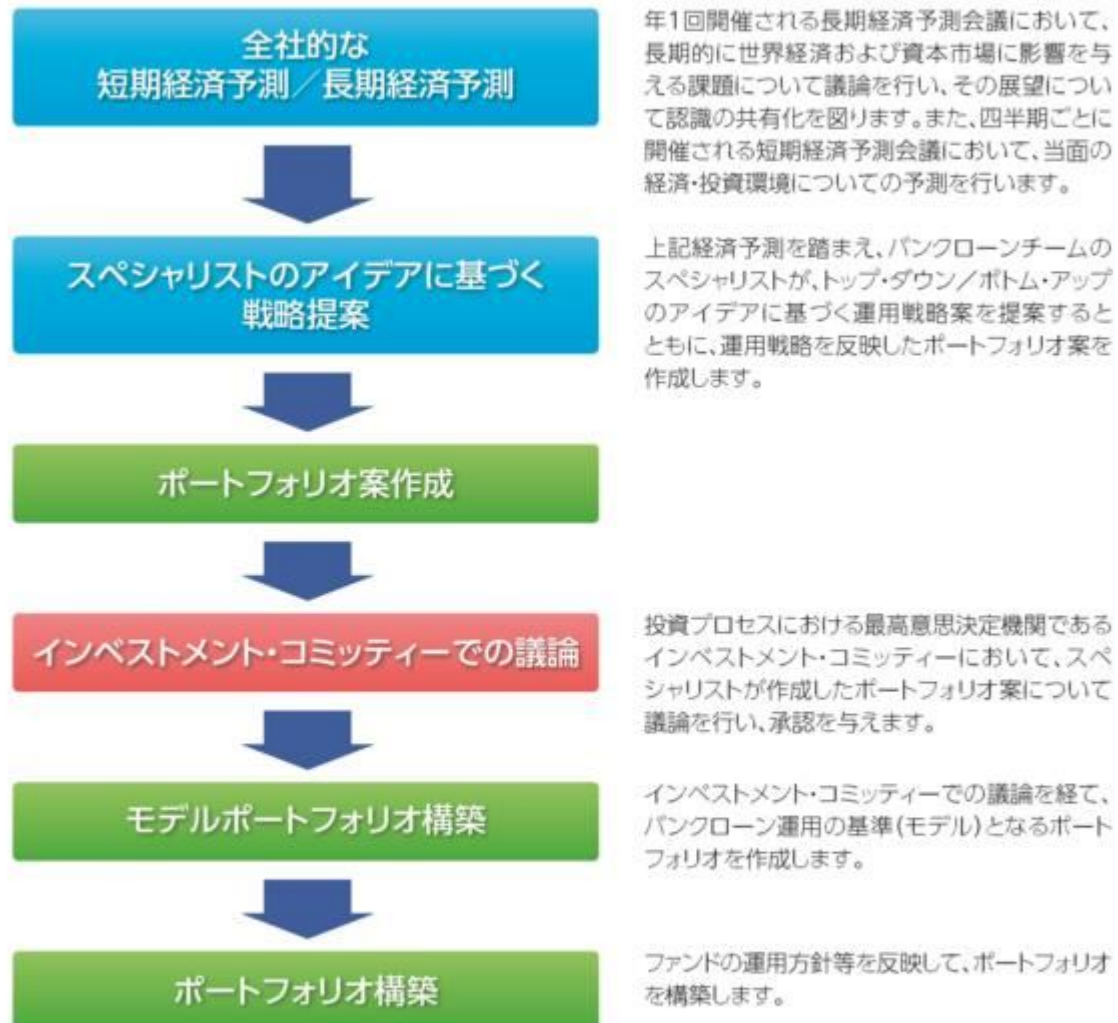 全社的な
短期経済予測／長期経済予測
年1回開催される長期経済予測会議において、
長期的に世界経済および資本市場に影響を与
える課題について議論を行い、その展望につい
て認識の共有化を図ります。また、四半期ごとに
開催される短期経済予測会議において、当面の
経済・投資環境についての予測を行います。
スペシャリストのアイデアに基づく
戦略提案
上記経済予測を踏まえ、バンクローンチームの
スペシャリストが、トップ・ダウン／ボトム・アップ
のアイデアに基づく運用戦略案を提案すると
ともに、運用戦略を反映したポートフォリオ案を
作成します。
ポートフォリオ案作成
インベストメント・コミッティーでの議論
投資プロセスにおける最高意思決定機関である
インベストメント・コミッティーにおいて、スペ
シャリストが作成したポートフォリオ案について
議論を行い、承認を与えます。
モデルポートフォリオ構築
インベストメント・コミッティーでの議論を経て、
バンクローン運用の基準(モデル)となるポート
フォリオを作成します。
ポートフォリオ構築
ファンドの運用方針等を反映して、ポートフォリオ
を構築します。